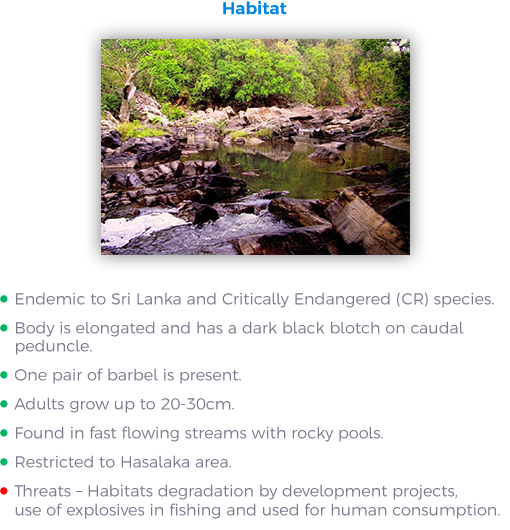 Habitat
Endemic to Sri Lanka and Critically Endangered (CR) species.
Body is elongated and has a dark black blotch on caudal
peduncle.
One pair of barbel is present.
Adults grow up to 20-30cm.
Found in fast flowing streams with rocky pools.
Restricted to Hasalaka area.
Threats – Habitats degradation by development projects,
use of explosives in fishing and used for human consumption.